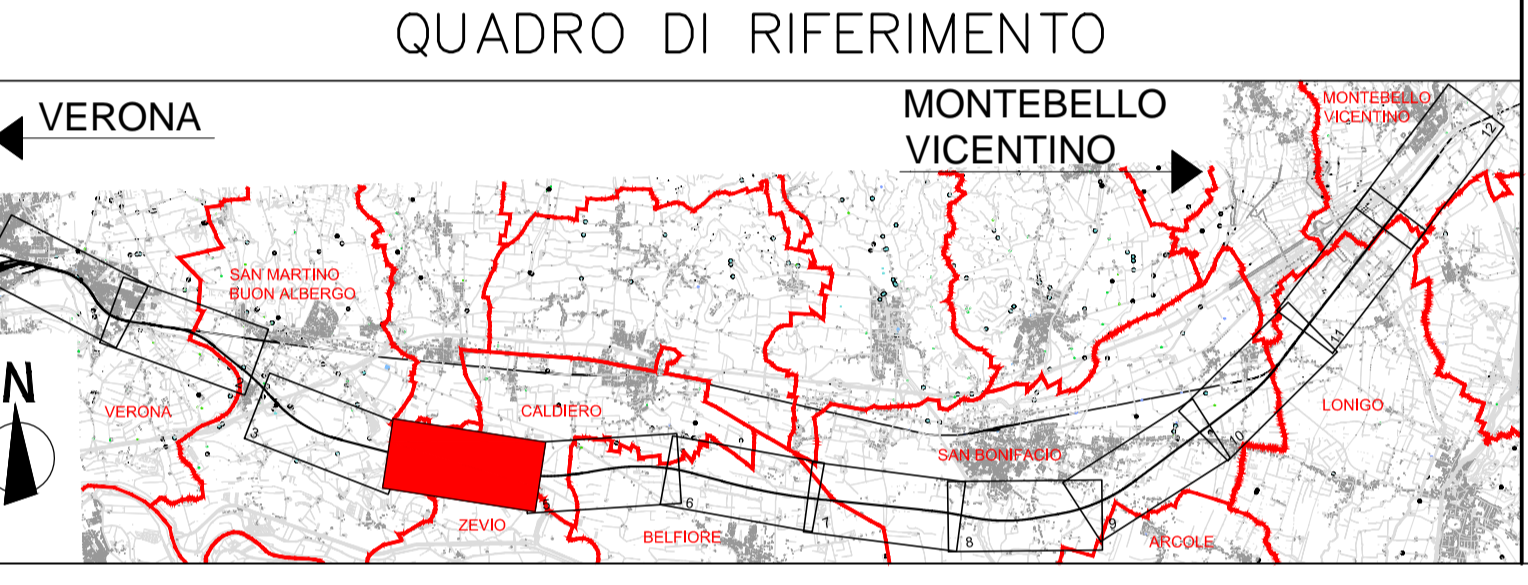 QUADRO DI RIFERIMENTO
VERONA
MONTEBELLO
VICENTINO
MONTEBELLO
VICENTINO
12
SAN MARTINO
BUON ALBERGO
N
VERONA
3
CALDIERO
11
LONIGO
10
SAN BONIFACIO
5
6
7
8
9
ZEVIO
BELFIORE
ARCOLE